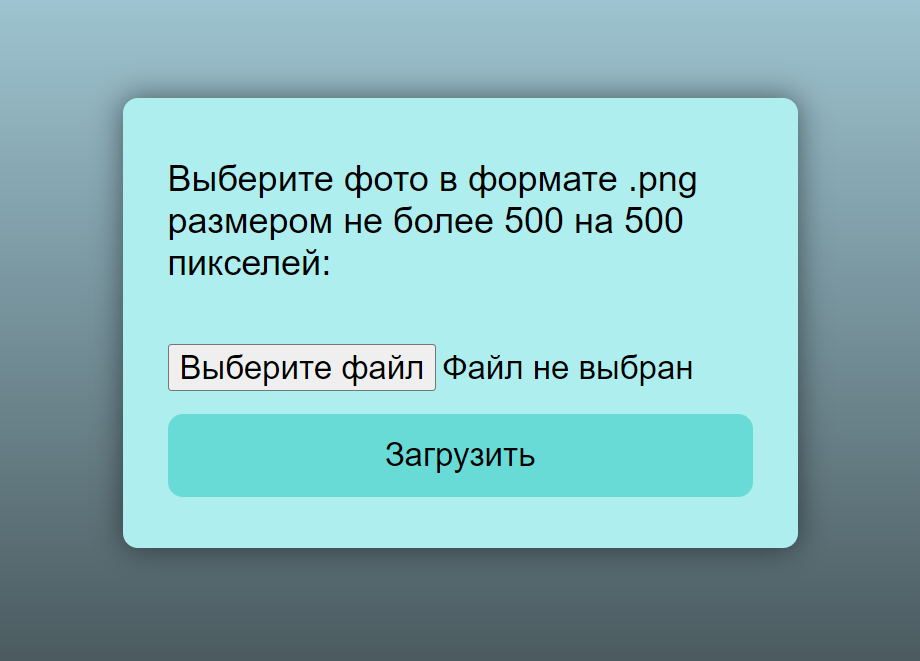 Выберите фото в формате .png
размером не более 500 на 500
пикселей:
Выберите файл Файл не выбран
Загрузить